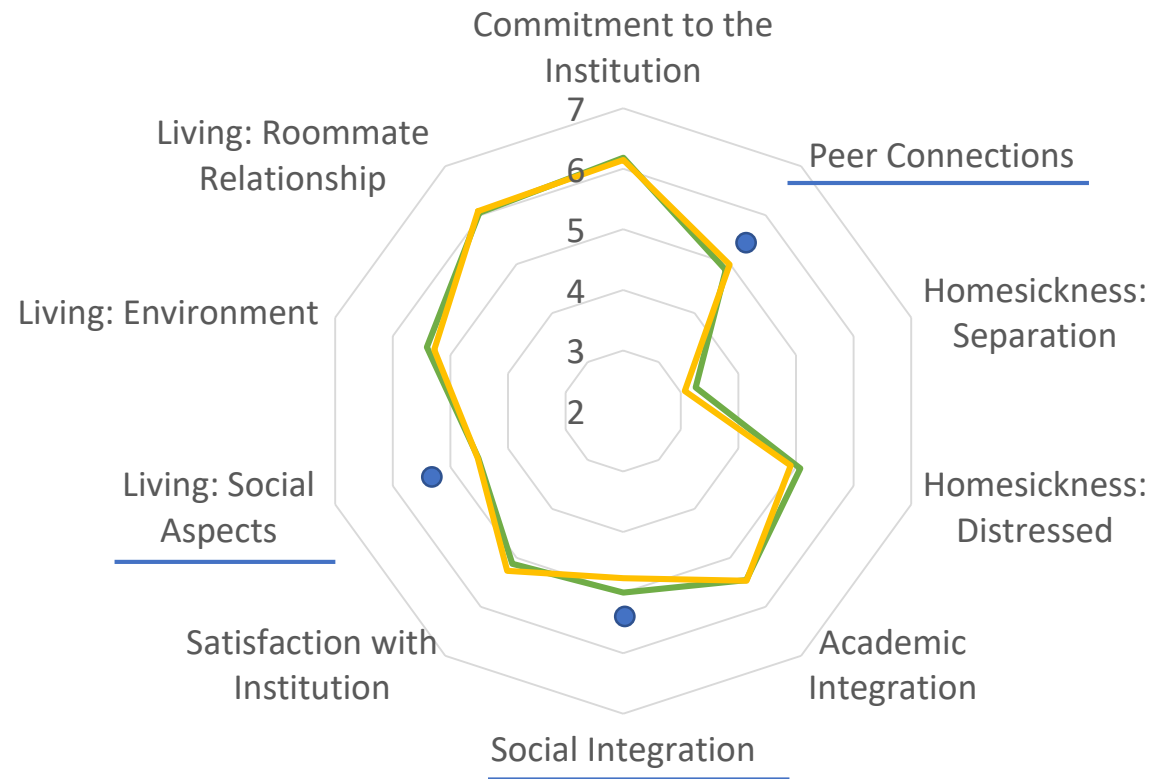 Commitment to the
Institution
Peer Connections
Homesickness:
Separation
Homesickness:
Distressed
Academic
Integration
Social Integration
Satisfaction with
Institution
Living: Social
Aspects
Living: Environment
Living: Roommate
Relationship
7
6
5
4
3
2